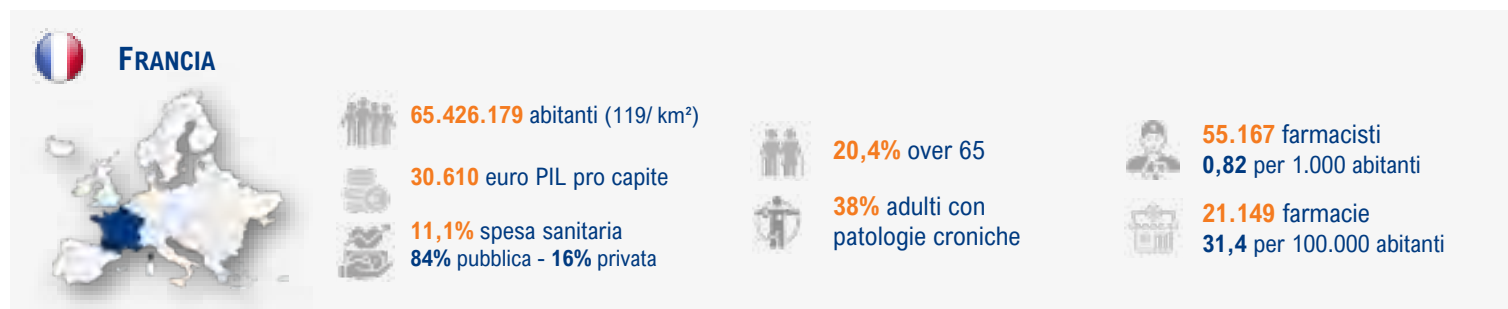 FRANCIA
65.426.179 abitanti (119/ km²)
30.610 euro PIL pro capite
11,1% spesa sanitaria
84% pubblica - 16% privata
20,4% over 65
38% adulti con
patologie croniche
55.167 farmacisti
0,82 per 1.000 abitanti
21.149 farmacie
31,4 per 100.000 abitanti